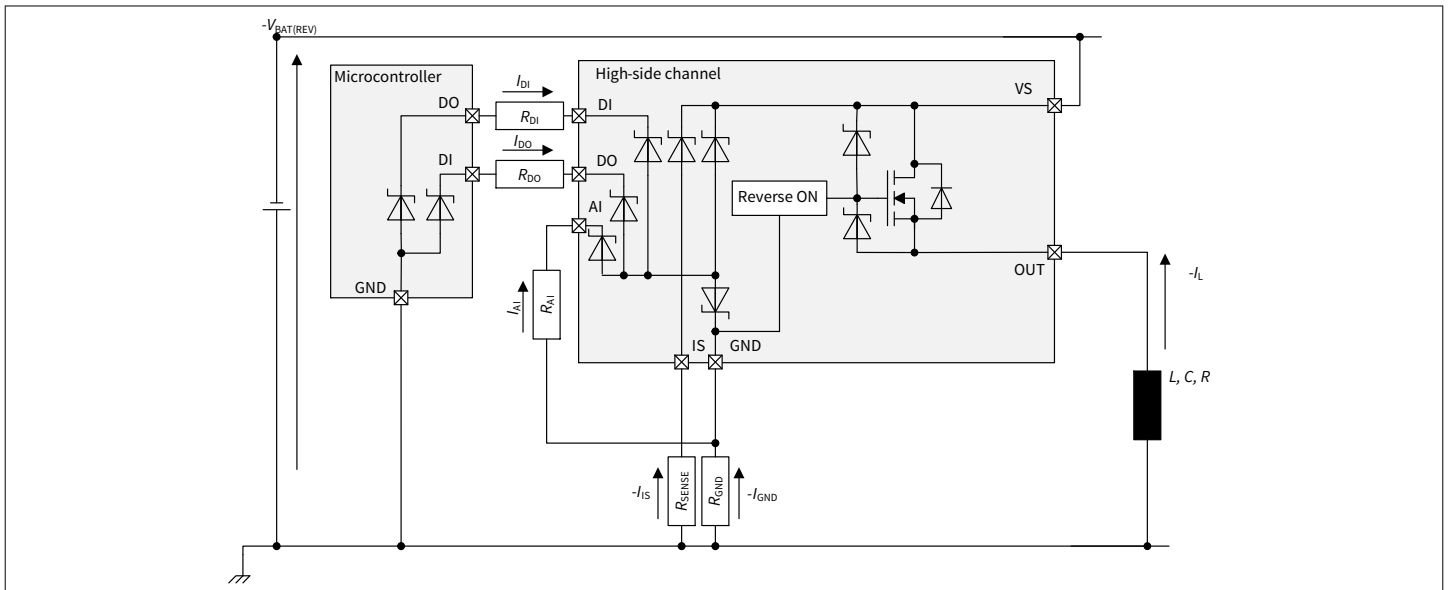 -VBAT(REV)
Microcontroller
High-side channel
VS
DO
IDI
RDI
DI
DI
IDO
RDO
DO
AI
Reverse ON
OUT
-IL
GND
IAI
RAI
IS
GND
L, C, R
-IIS
RSENSE
RGND
-IGND